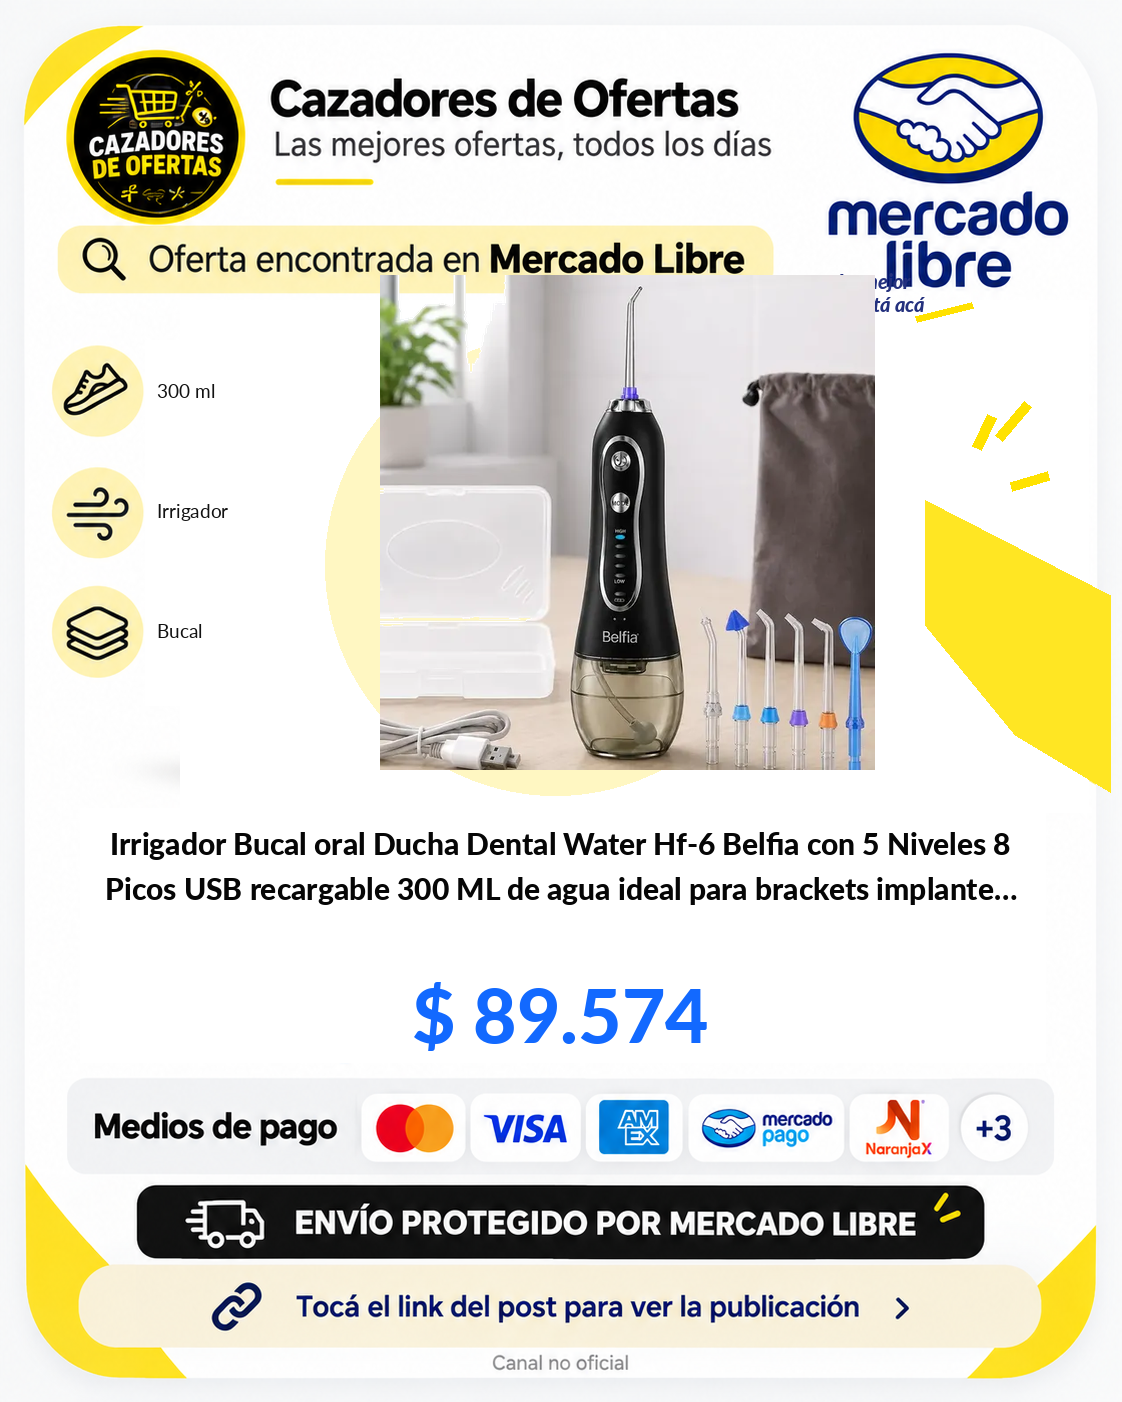 CAZADORES
DE OFERTAS
Cazadores de Ofertas
Las mejores ofertas, todos los días
mercado
libre
Oferta encontrada en Mercado Libre
tá acá
300 ml
Irrigador
Bucal
HIGH
LOW
Belfia
Irrigador Bucal oral Ducha Dental Water Hf-6 Belfia con 5 Niveles 8
Picos USB recargable 300 ML de agua ideal para brackets implante...
$ 89.574
Medios de pago
VISA
AM
EX
mercado
pago
NaranjaX
+3
ENVÍO PROTEGIDO POR MERCADO LIBRE
Tocá el link del post para ver la publicación
Canal no oficial